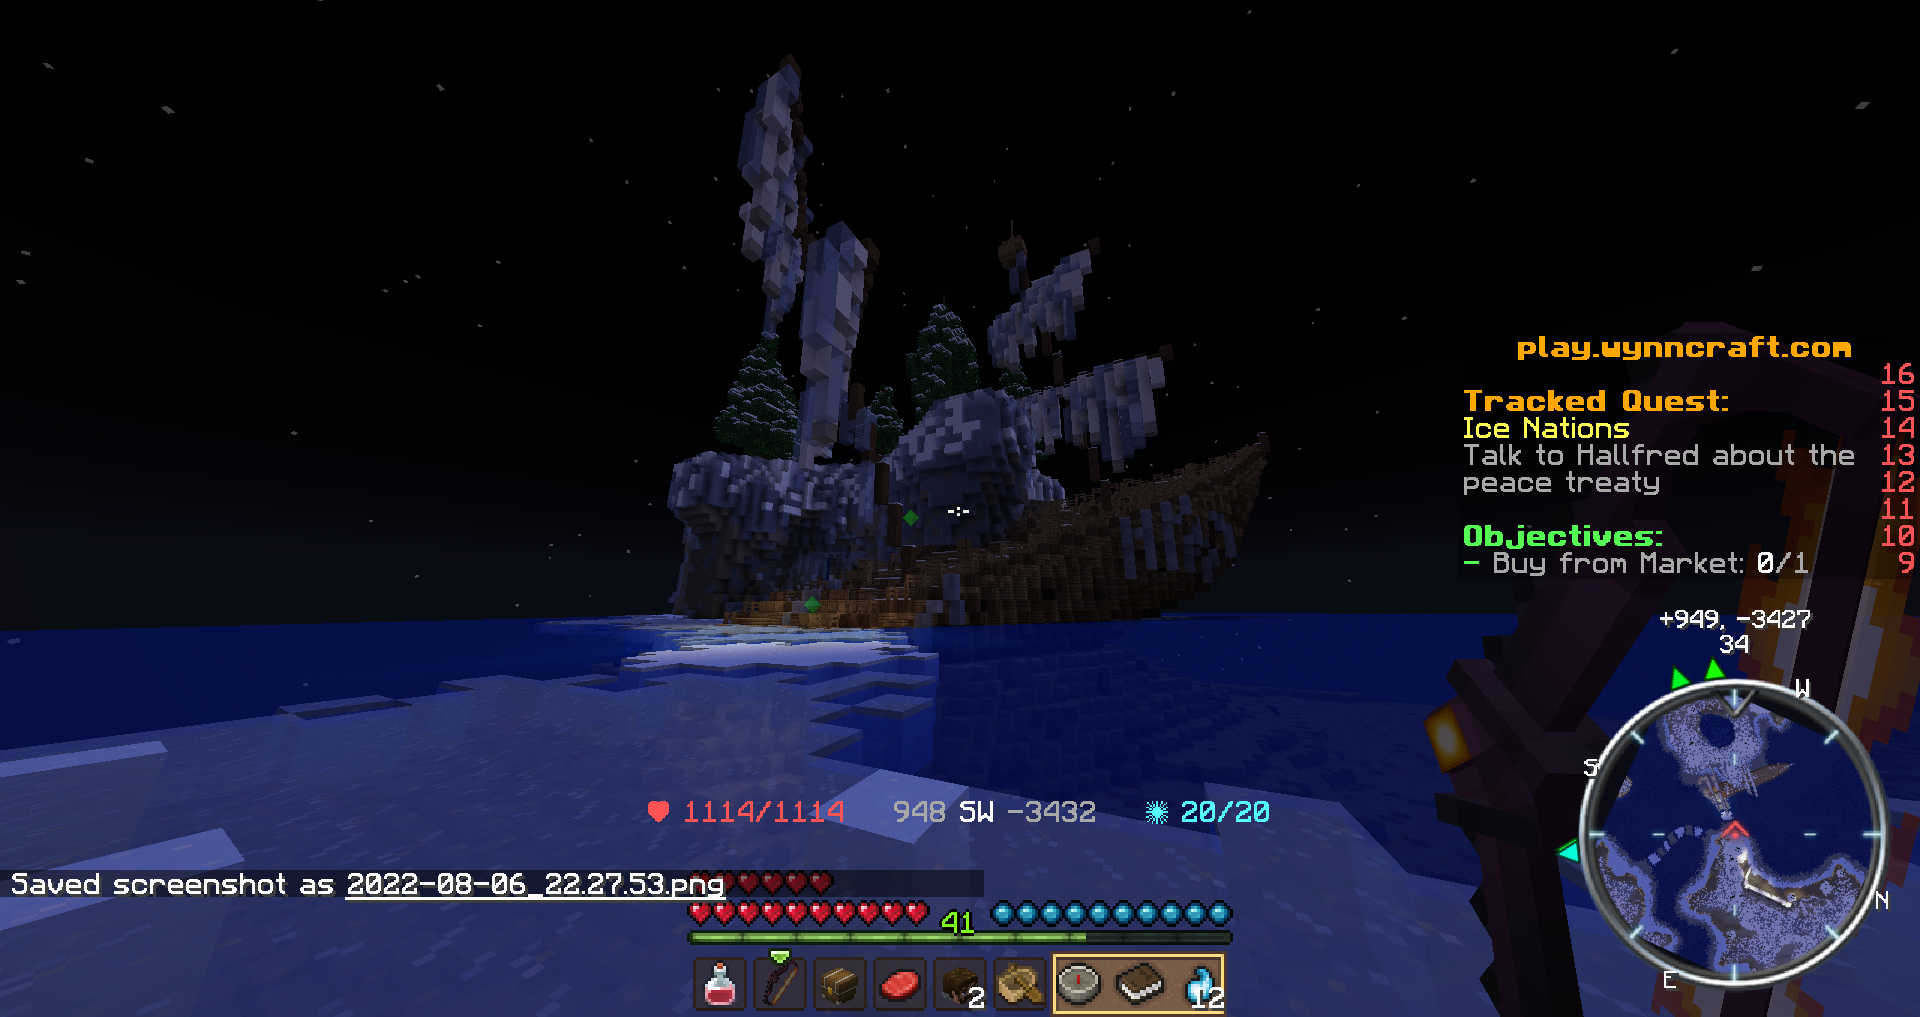 play.wynncraft.com
16
Tracked Quest: 15
Ice Nations 14
Talk to Hallfred about the 13
peace treaty 12
11
Objectives: 10
- Buy from Market: 0/1 9
+949, -3427
34
W
S
N
E
1114/1114 948 SW -3432 20/20
Saved screenshot as 2022-08-06_22.27.53.png
41
2
12